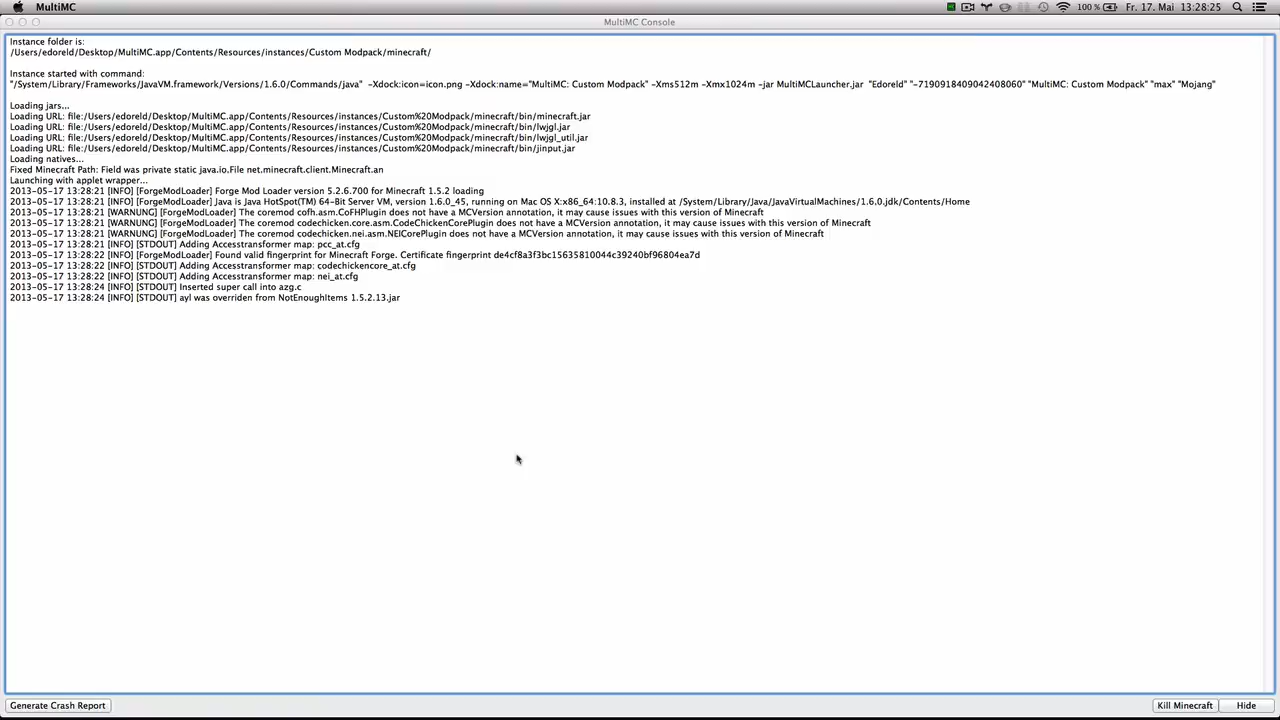 MultiMC 100% Fr. 17. Mai 13:28:25
MultiMC Console
Instance folder is:
/Users/edoreld/Desktop/MultiMC.app/Contents/Resources/instances/Custom Modpack/minecraft/
Instance started with command:
"/System/Library/Frameworks/JavaVM.framework/Versions/1.6.0/Commands/java" -Xdock:icon=icon.png -Xdock:name="MultiMC: Custom Modpack" -Xms512m -Xmx1024m -jar MultiMCLauncher.jar "Edoreld" "-7190918409042408060" "MultiMC: Custom Modpack" "max" "Mojang"
Loading jars...
Loading URL: file:/Users/edoreld/Desktop/MultiMC.app/Contents/Resources/instances/Custom%20Modpack/minecraft/bin/minecraft.jar
Loading URL: file:/Users/edoreld/Desktop/MultiMC.app/Contents/Resources/instances/Custom%20Modpack/minecraft/bin/lwjgl.jar
Loading URL: file:/Users/edoreld/Desktop/MultiMC.app/Contents/Resources/instances/Custom%20Modpack/minecraft/bin/lwjgl_util.jar
Loading URL: file:/Users/edoreld/Desktop/MultiMC.app/Contents/Resources/instances/Custom%20Modpack/minecraft/bin/jinput.jar
Loading natives...
Fixed Minecraft Path: Field was private static java.io.File net.minecraft.client.Minecraft.an
Launching with applet wrapper...
2013-05-17 13:28:21 [INFO] [ForgeModLoader] Forge Mod Loader version 5.2.6.700 for Minecraft 1.5.2 loading
2013-05-17 13:28:21 [INFO] [ForgeModLoader] Java is Java HotSpot(TM) 64-Bit Server VM, version 1.6.0_45, running on Mac OS X:x86_64:10.8.3, installed at /System/Library/Java/JavaVirtualMachines/1.6.0.jdk/Contents/Home
2013-05-17 13:28:21 [WARNUNG] [ForgeModLoader] The coremod cofh.asm.CoFHPlugin does not have a MCVersion annotation, it may cause issues with this version of Minecraft
2013-05-17 13:28:21 [WARNUNG] [ForgeModLoader] The coremod codechicken.core.asm.CodeChickenCorePlugin does not have a MCVersion annotation, it may cause issues with this version of Minecraft
2013-05-17 13:28:21 [WARNUNG] [ForgeModLoader] The coremod codechicken.nei.asm.NEICorePlugin does not have a MCVersion annotation, it may cause issues with this version of Minecraft
2013-05-17 13:28:21 [INFO] [STDOUT] Adding Accesstransformer map: pcc_at.cfg
2013-05-17 13:28:22 [INFO] [ForgeModLoader] Found valid fingerprint for Minecraft Forge. Certificate fingerprint de4cf8a3f3bc15635810044c39240bf96804ea7d
2013-05-17 13:28:22 [INFO] [STDOUT] Adding Accesstransformer map: codechickencore_at.cfg
2013-05-17 13:28:22 [INFO] [STDOUT] Adding Accesstransformer map: nei_at.cfg
2013-05-17 13:28:24 [INFO] [STDOUT] Inserted super call into azg.c
2013-05-17 13:28:24 [INFO] [STDOUT] ayl was overriden from NotEnoughItems 1.5.2.13.jar
Generate Crash Report Kill Minecraft Hide